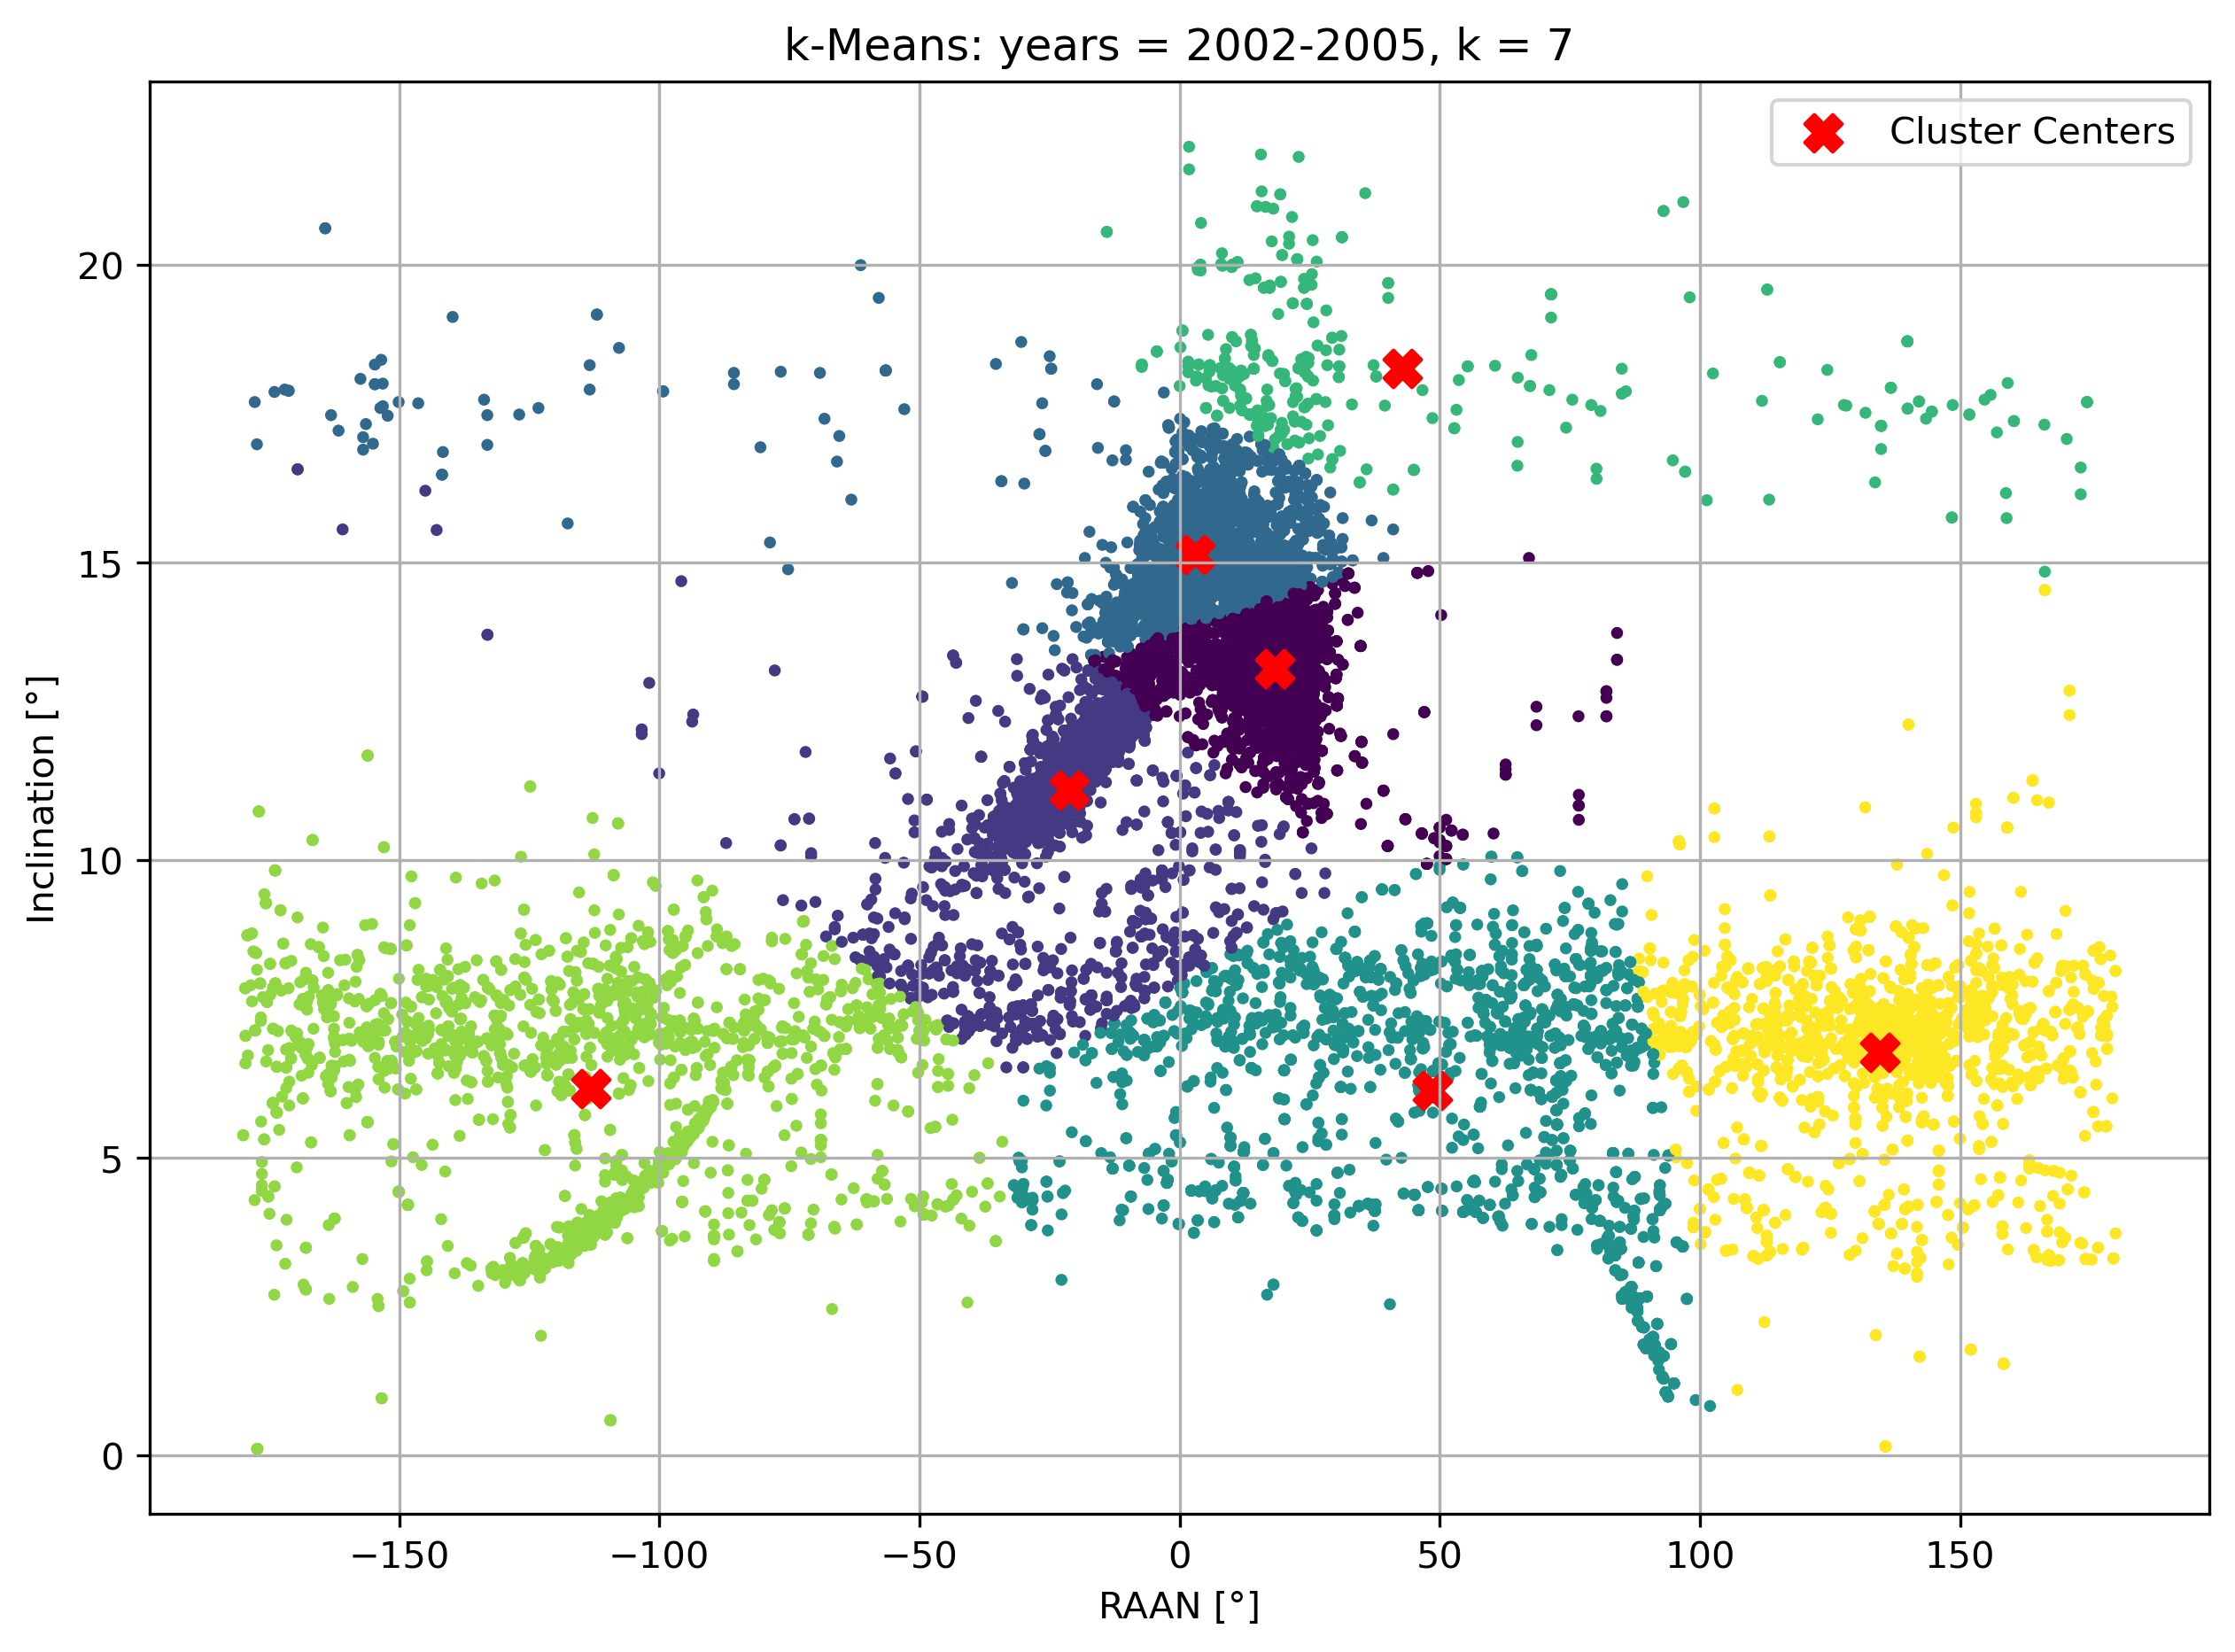 k-Means: years = 2002-2005, k = 7
Cluster Centers
20
15
10
5
0
Inclination [°]
−150 −100 −50 0 50 100 150
RAAN [°]